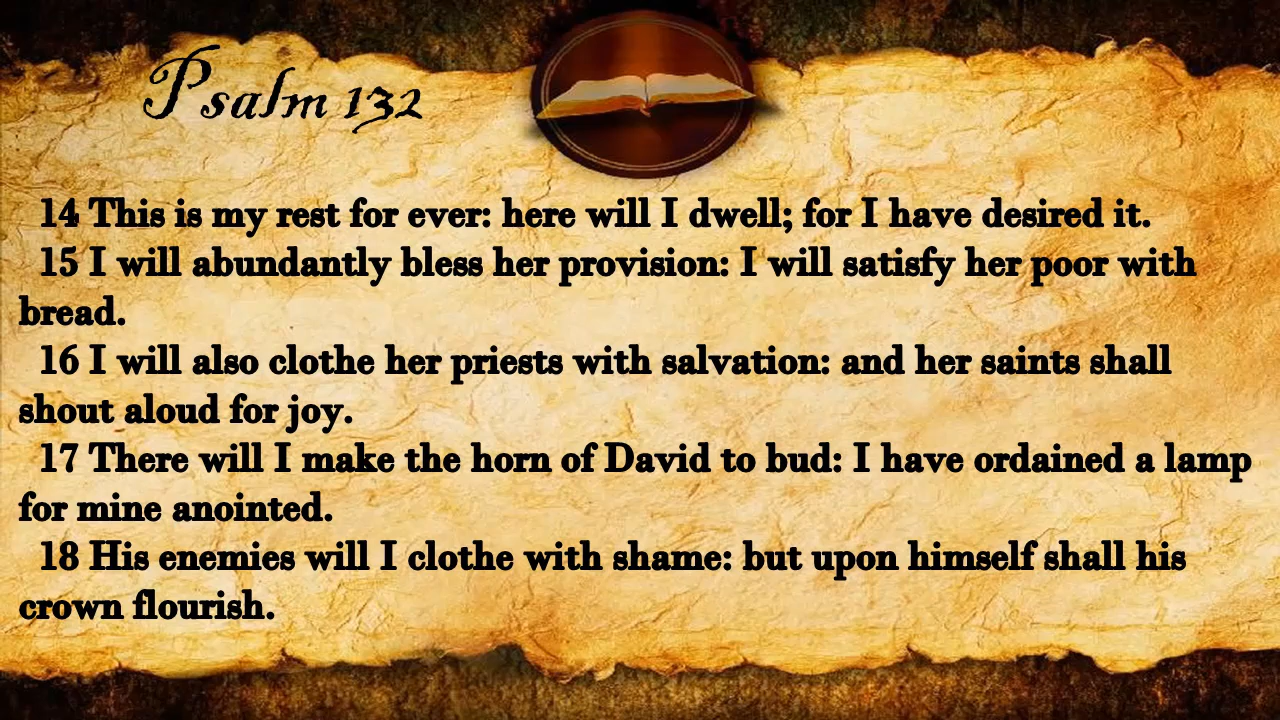 Psalm 132
14 This is my rest for ever: here will I dwell; for I have desired it.
15 I will abundantly bless her provision: I will satisfy her poor with
bread.
16 I will also clothe her priests with salvation: and her saints shall
shout aloud for joy.
17 There will I make the horn of David to bud: I have ordained a lamp
for mine anointed.
18 His enemies will I clothe with shame: but upon himself shall his
crown flourish.